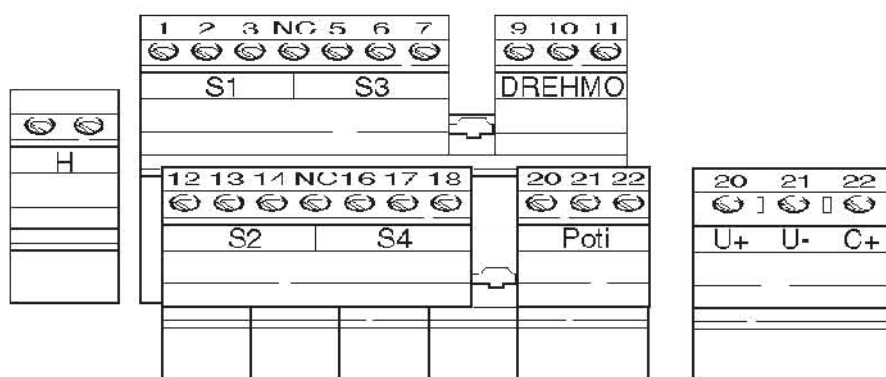 1 2 3 NC 5 6 7
S1 S3
9 10 11
DREHMO
H
12 13 14 NC 16 17 18
S2 S4
20 21 22
Poti
20 21 22
U+ U- C+